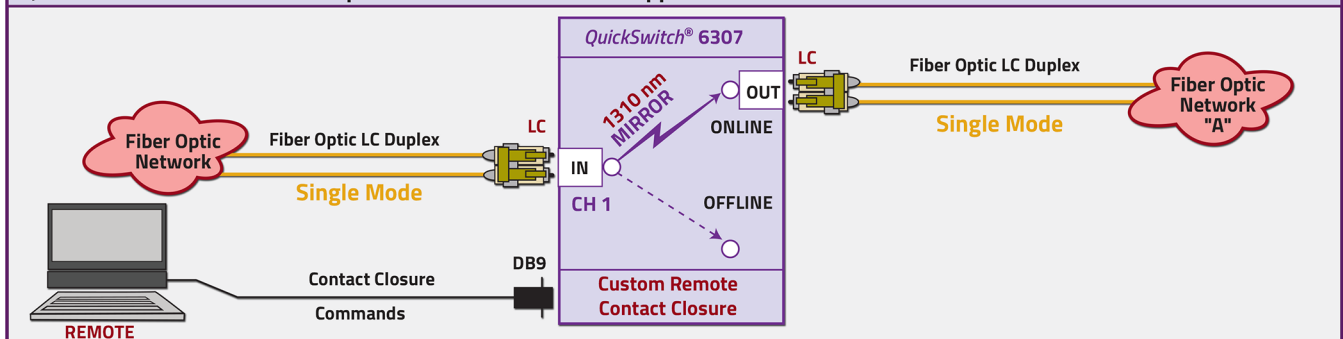 QuickSwitch® 6307
LC
Fiber Optic LC Duplex
Single Mode
Fiber Optic
Network
"A"
1310 nm
MIRROR
OUT
ONLINE
LC
Fiber Optic
Network
Fiber Optic LC Duplex
Single Mode
IN
CH 1
OFFLINE
DB9
Contact Closure
Commands
Custom Remote
Contact Closure
REMOTE